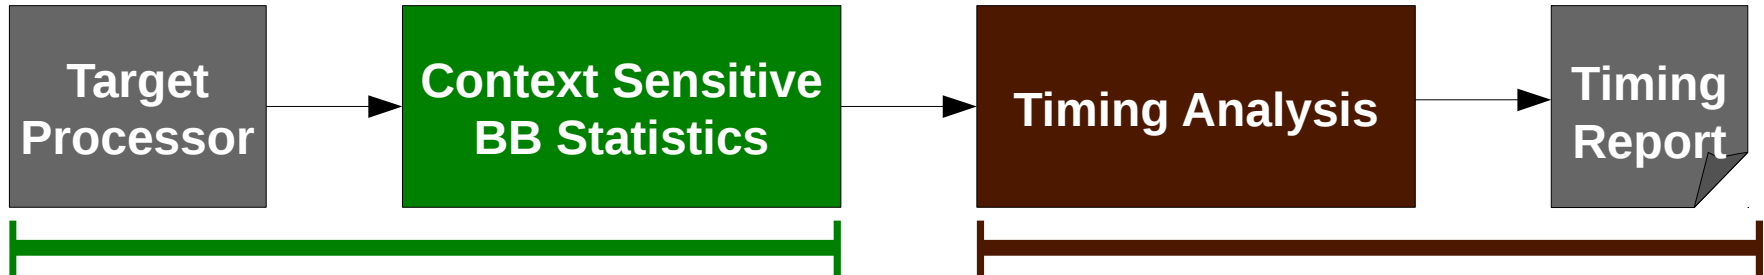 Target
Processor
Context Sensitive
BB Statistics
Timing Analysis
Timing
Report